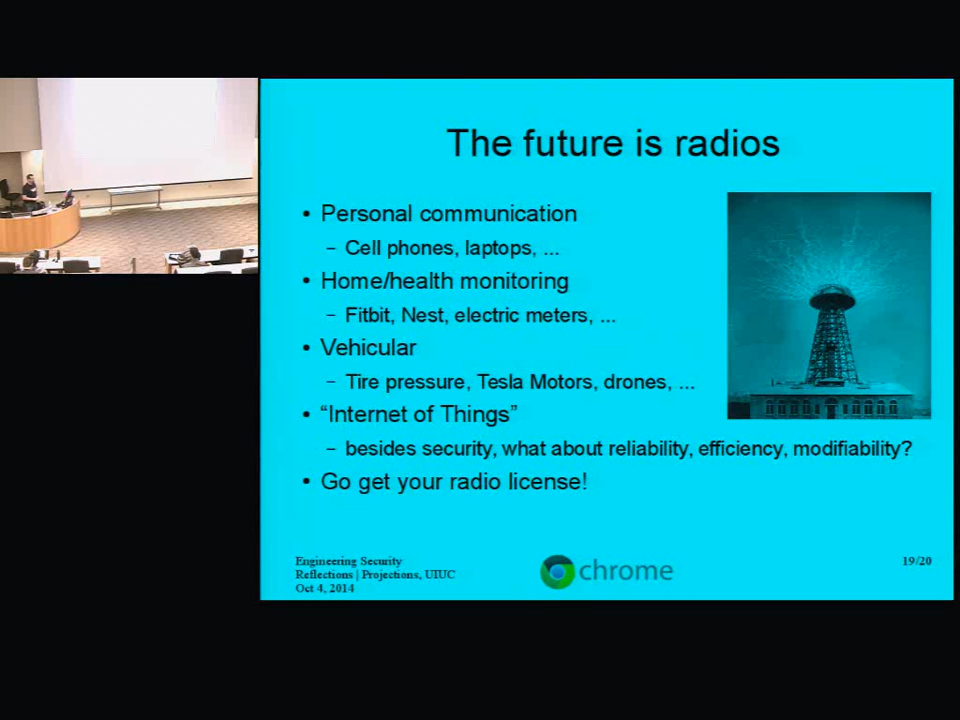 The future is radios
• Personal communication
– Cell phones, laptops, ...
• Home/health monitoring
– Fitbit, Nest, electric meters, ...
• Vehicular
– Tire pressure, Tesla Motors, drones, ...
• “Internet of Things”
– besides security, what about reliability, efficiency, modifiability?
• Go get your radio license!
Engineering Security
Reflections | Projections, UIUC
Oct 4, 2014
chrome
19/20